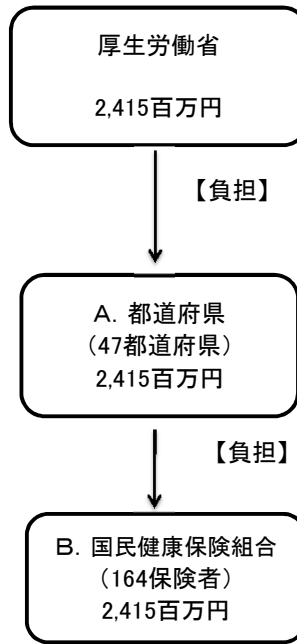 厚生労働省
2,415百万円
【負担】
A. 都道府県
（47都道府県）
2,415百万円
【負担】
B. 国民健康保険組合
（164保険者）
2,415百万円